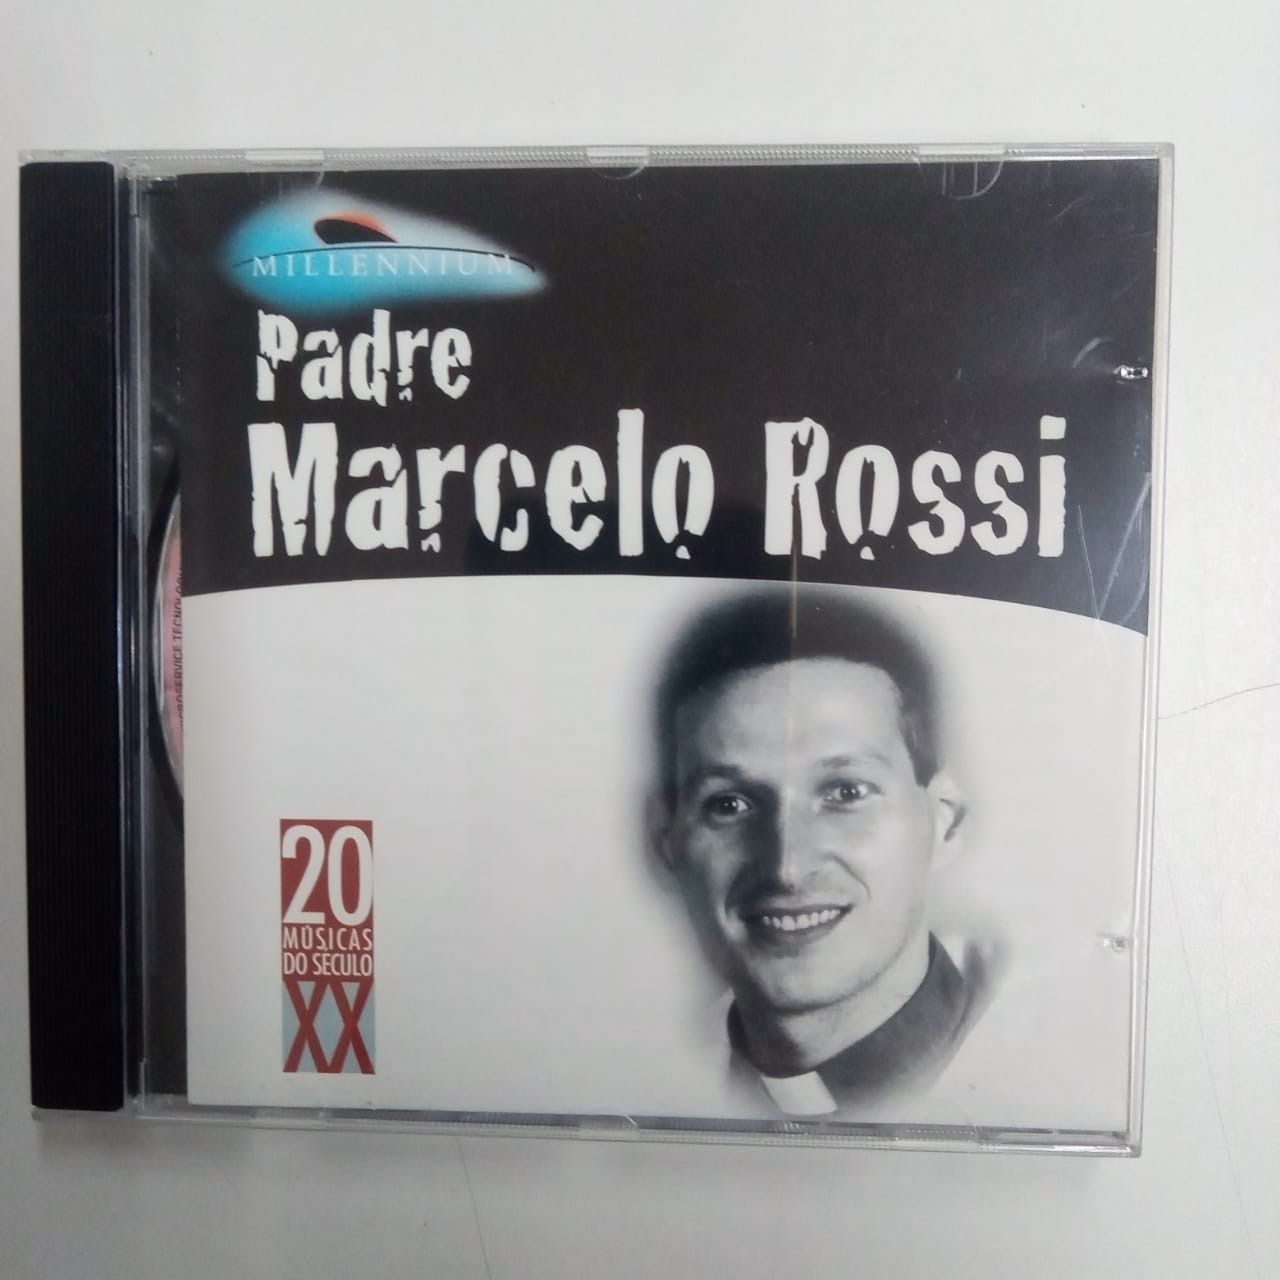 MILLENNIUM
Padre
Marcelo Rossi
20
MÚSICAS
DO SÉCULO
XX